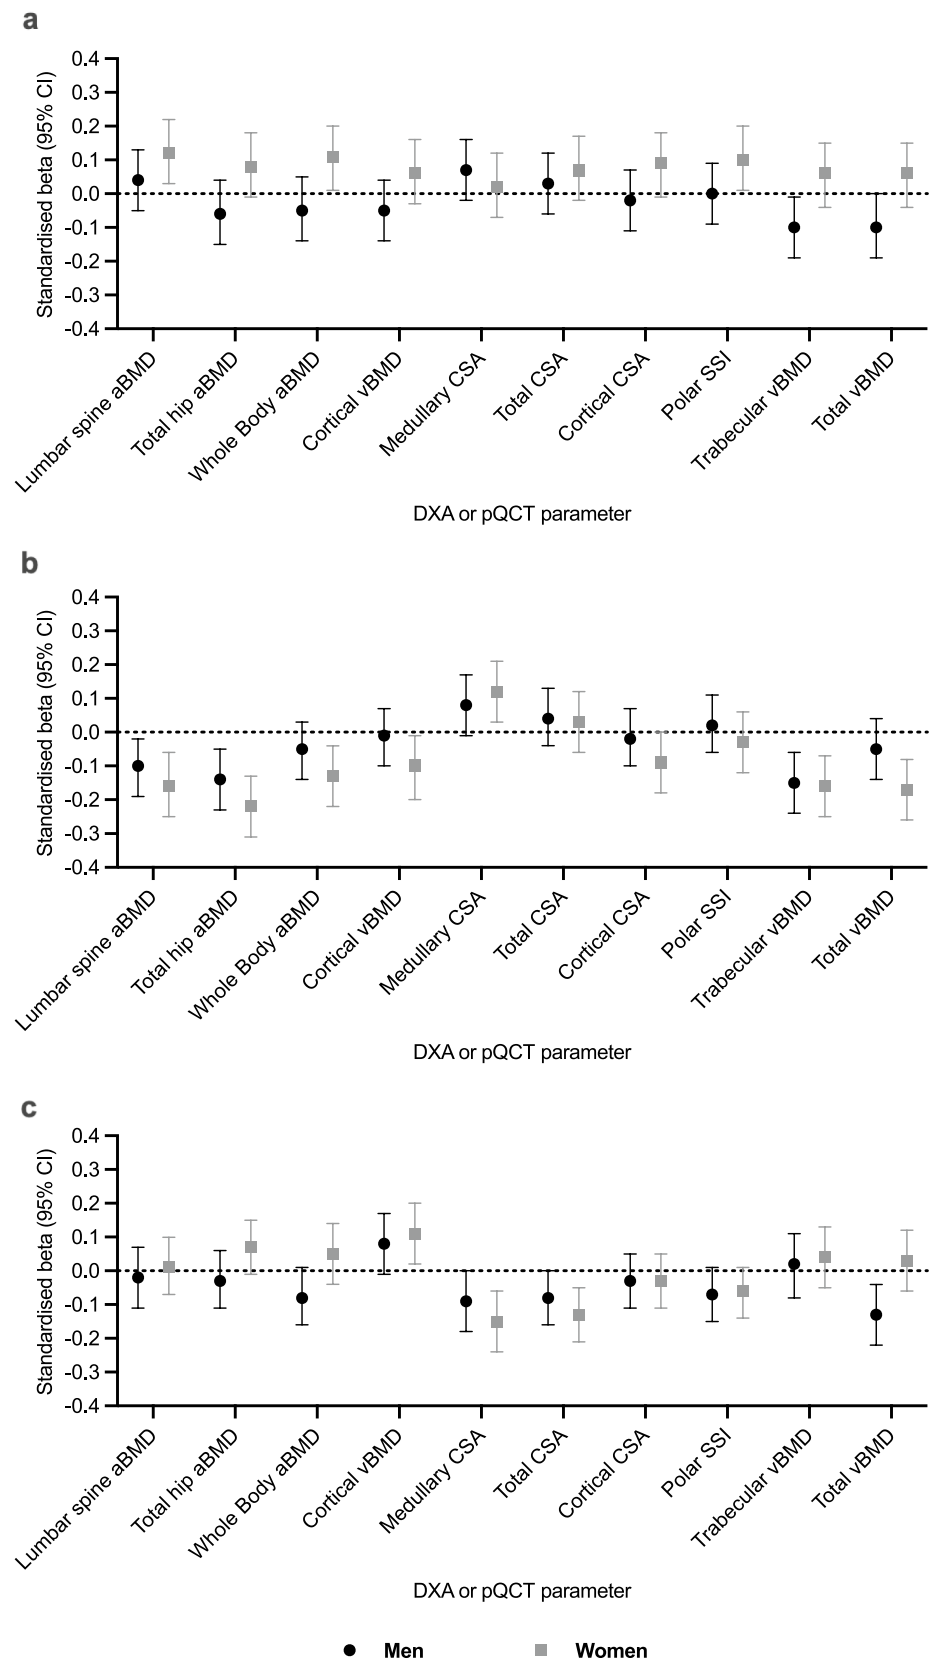 a
Standardised beta (95% CI)
0.4
0.3
0.2
0.1
0.0
-0.1
-0.2
-0.3
-0.4
Lumbar spine aBMD
Total hip aBMD
Whole Body aBMD
Cortical vBMD
Medullary CSA
Total CSA
Cortical CSA
Polar SSI
Trabecular vBMD
Total vBMD
DXA or pQCT parameter
b
Standardised beta (95% CI)
0.4
0.3
0.2
0.1
0.0
-0.1
-0.2
-0.3
-0.4
Lumbar spine aBMD
Total hip aBMD
Whole Body aBMD
Cortical vBMD
Medullary CSA
Total CSA
Cortical CSA
Polar SSI
Trabecular vBMD
Total vBMD
DXA or pQCT parameter
c
Standardised beta (95% CI)
0.4
0.3
0.2
0.1
0.0
-0.1
-0.2
-0.3
-0.4
Lumbar spine aBMD
Total hip aBMD
Whole Body aBMD
Cortical vBMD
Medullary CSA
Total CSA
Cortical CSA
Polar SSI
Trabecular vBMD
Total vBMD
DXA or pQCT parameter
Men Women